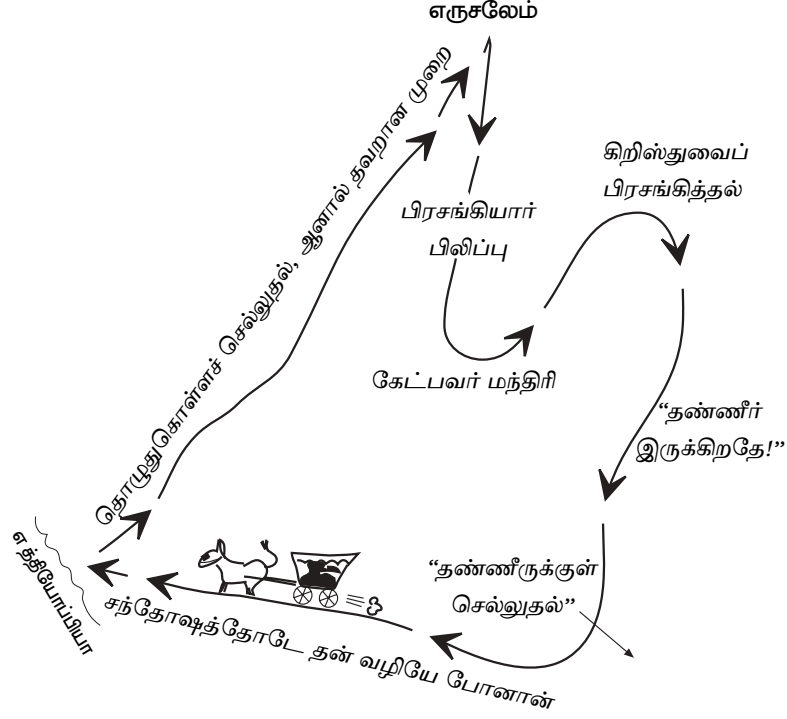 எருசலேம்
தொழுதுகொள்ளச் செல்லுதல், ஆனால் தவறான முறை
கிறிஸ்துவைப்
பிரசங்கித்தல்
பிரசங்கியார்
பிலிப்பு
கேட்பவர் மந்திரி
“தண்ணீர்
இருக்கிறதே!”
எத்தியோப்பியா
“தண்ணீருக்குள்
செல்லுதல்”
சந்தோஷத்தோடே தன் வழியே போனான்